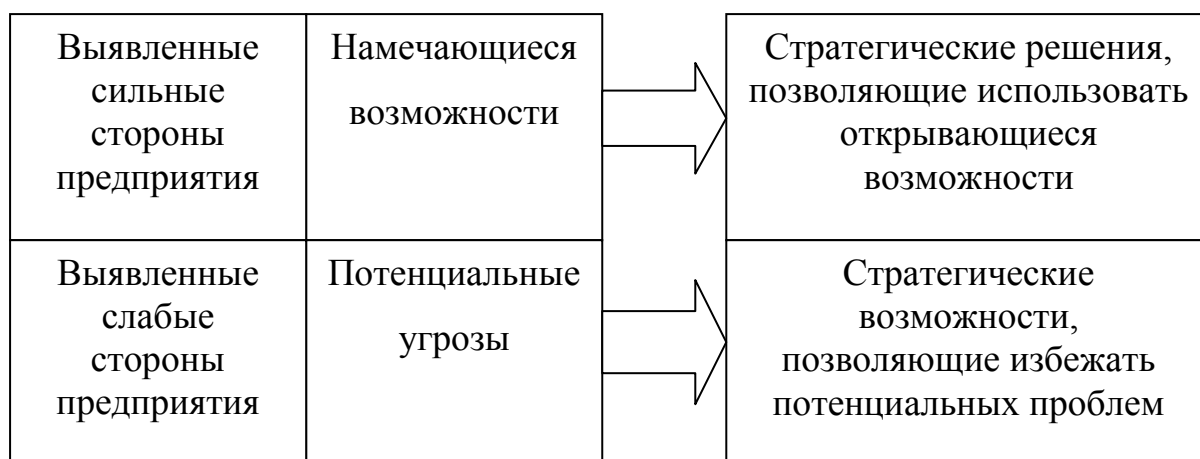 Выявленные
сильные
стороны
предприятия
Намечающиеся
возможности
Стратегические решения,
позволяющие использовать
открывающиеся
возможности
Выявленные
слабые
стороны
предприятия
Потенциальные
угрозы
Стратегические
возможности,
позволяющие избежать
потенциальных проблем